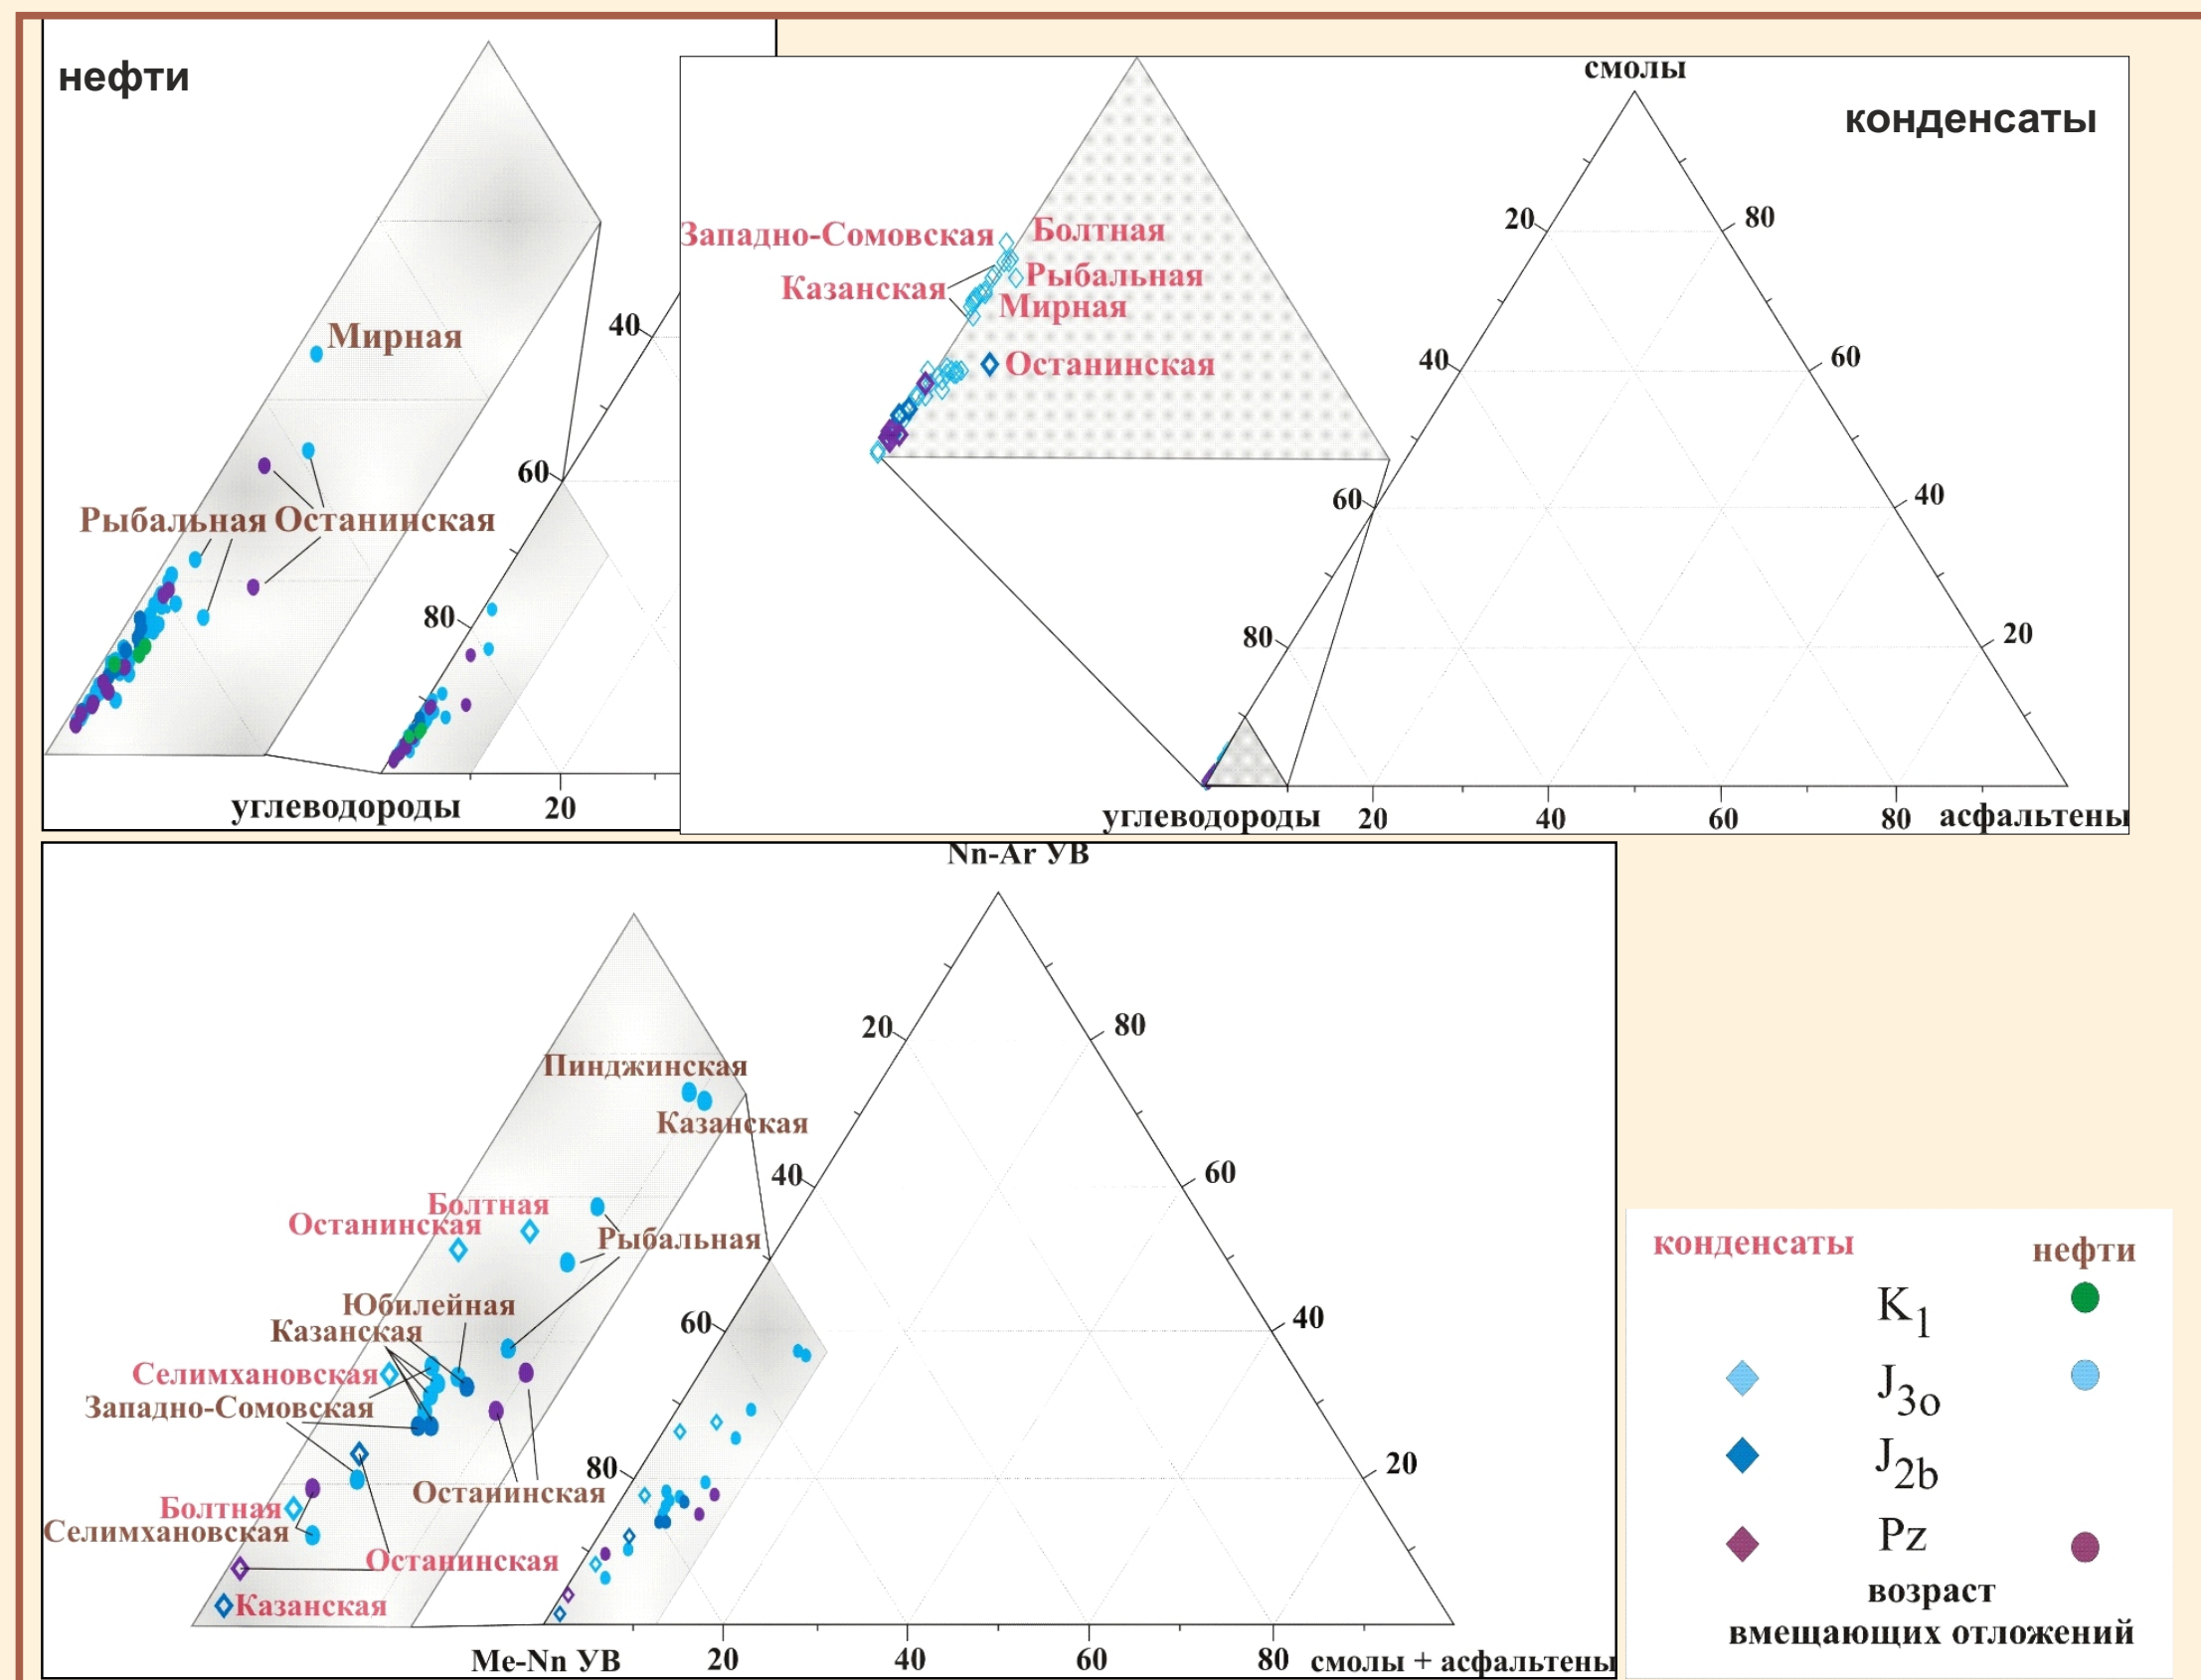 нефти
Мирная
Рыбальная Останинская
40
60
80
углеводороды
20
смолы
конденсаты
Западно-Сомовская
Болтная
Казанская
Рыбальная
Мирная
Останинская
20
80
40
60
60
40
80
20
углеводороды
20
40
60
80
асфальтены
Nn-Ar УВ
20
80
Пинджинская
Казанская
40
60
Болтная
Останинская
Рыбальная
Юбилейная
Казанская
60
40
Селимхановская
Западно-Сомовская
80
20
Останинская
Болтная
Селимхановская
Останинская
Казанская
Me-Nn УВ
20
40
60
80
смолы + асфальтены
конденсаты
нефти
K1
J3o
J2b
Pz
возраст
вмещающих отложений